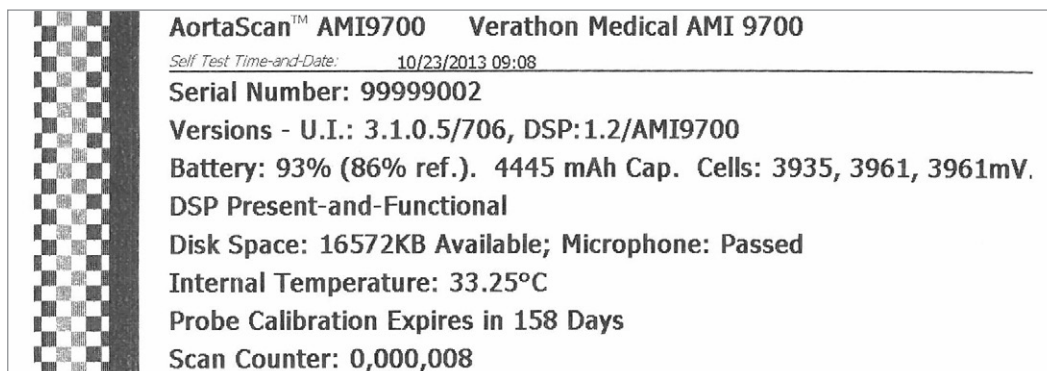 AortaScan™ AMI9700 Verathon Medical AMI 9700
Self Test Time-and-Date: 10/23/2013 09:08
Serial Number: 99999002
Versions - U.I.: 3.1.0.5/706, DSP:1.2/AMI9700
Battery: 93% (86% ref.). 4445 mAh Cap. Cells: 3935, 3961, 3961mV.
DSP Present-and-Functional
Disk Space: 16572KB Available; Microphone: Passed
Internal Temperature: 33.25°C
Probe Calibration Expires in 158 Days
Scan Counter: 0,000,008